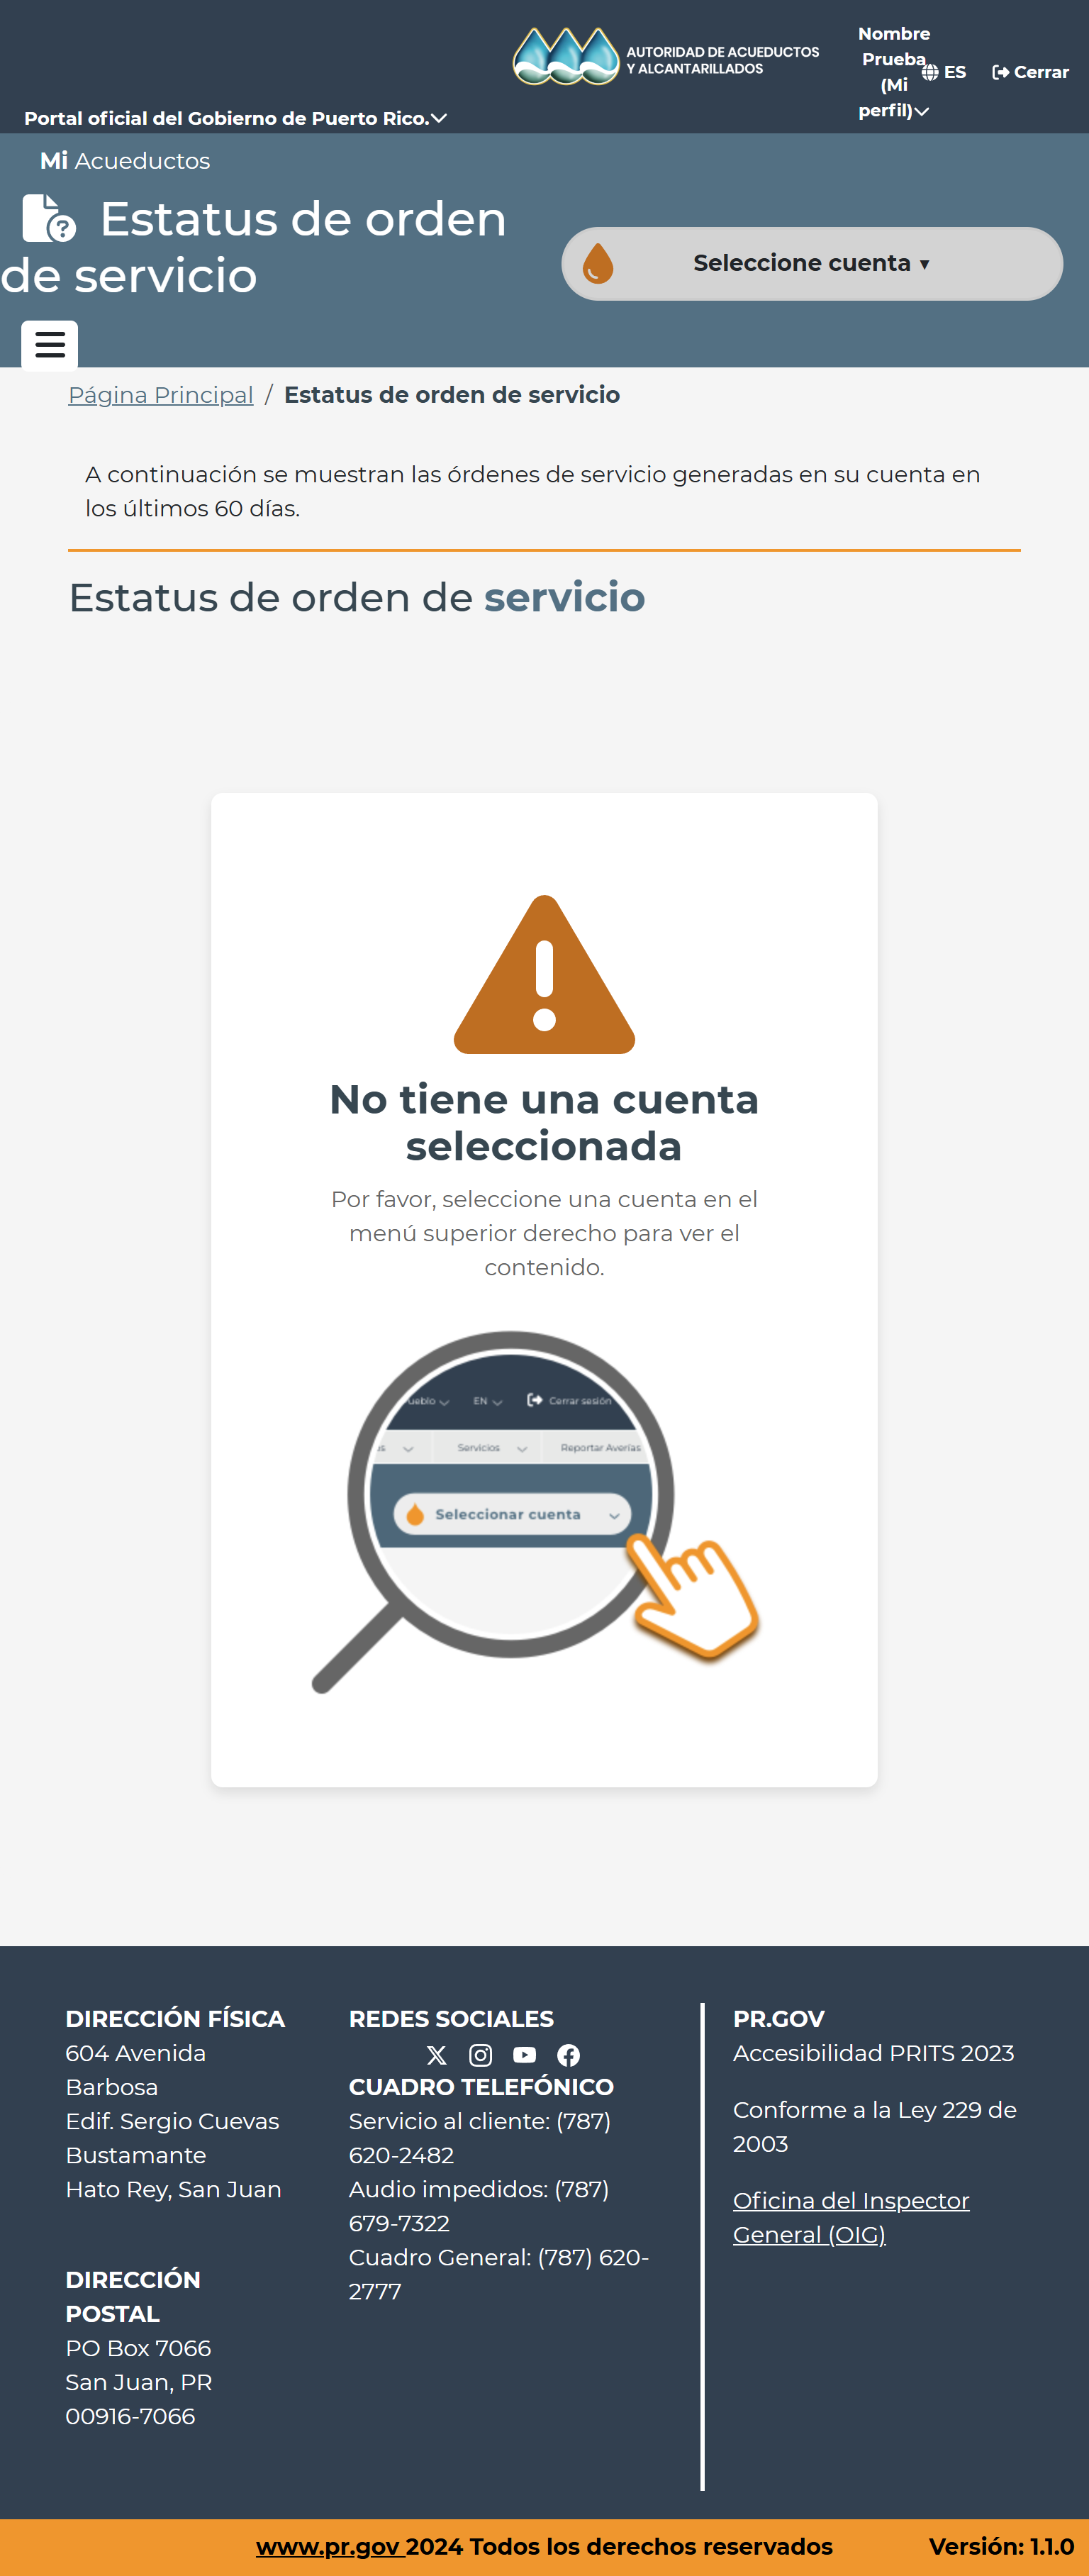 AUTORIDAD DE ACUEDUCTOS
Y ALCANTARILLADOS
Nombre
Prueba
(Mi
perfil)
ES
Cerrar
Portal oficial del Gobierno de Puerto Rico.
Mi Acueductos
Estatus de orden
de servicio
Seleccione cuenta ▾
Página Principal / Estatus de orden de servicio
A continuación se muestran las órdenes de servicio generadas en su cuenta en
los últimos 60 días.
Estatus de orden de servicio
No tiene una cuenta
seleccionada
Por favor, seleccione una cuenta en el
menú superior derecho para ver el
contenido.
EN
Cerrar sesión
Servicios
Reportar Averías
Seleccionar cuenta
DIRECCIÓN FÍSICA
604 Avenida
Barbosa
Edif. Sergio Cuevas
Bustamante
Hato Rey, San Juan
DIRECCIÓN
POSTAL
PO Box 7066
San Juan, PR
00916-7066
REDES SOCIALES
CUADRO TELEFÓNICO
Servicio al cliente: (787)
620-2482
Audio impedidos: (787)
679-7322
Cuadro General: (787) 620-
2777
PR.GOV
Accesibilidad PRITS 2023
Conforme a la Ley 229 de
2003
Oficina del Inspector
General (OIG)
www.pr.gov 2024 Todos los derechos reservados
Versión: 1.1.0